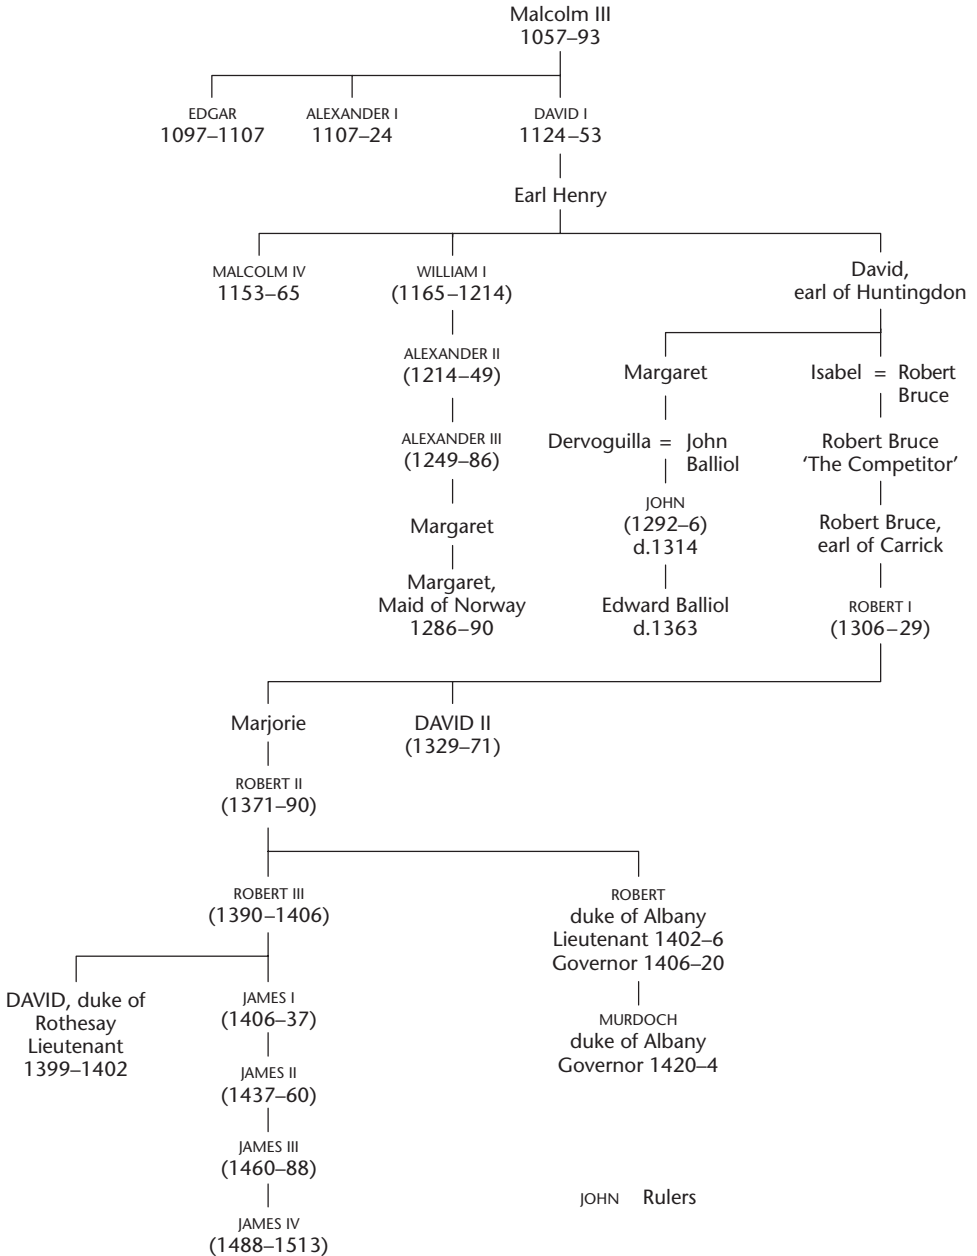 Malcolm III
1057–93
EDGAR
1097–1107
ALEXANDER I
1107–24
DAVID I
1124–53
Earl Henry
MALCOLM IV
1153–65
WILLIAM I
(1165–1214)
David,
earl of Huntingdon
ALEXANDER II
(1214–49)
Margaret
Isabel = Robert
Bruce
ALEXANDER III
(1249–86)
Dervoguilla = John
Balliol
Robert Bruce
‘The Competitor’
Margaret
JOHN
(1292–6)
d.1314
Robert Bruce,
earl of Carrick
Margaret,
Maid of Norway
1286–90
Edward Balliol
d.1363
ROBERT I
(1306–29)
Marjorie
DAVID II
(1329–71)
ROBERT II
(1371–90)
ROBERT III
(1390–1406)
ROBERT
duke of Albany
Lieutenant 1402–6
Governor 1406–20
DAVID, duke of
Rothesay
Lieutenant
1399–1402
JAMES I
(1406–37)
MURDOCH
duke of Albany
Governor 1420–4
JAMES II
(1437–60)
JAMES III
(1460–88)
JOHN Rulers
JAMES IV
(1488–1513)